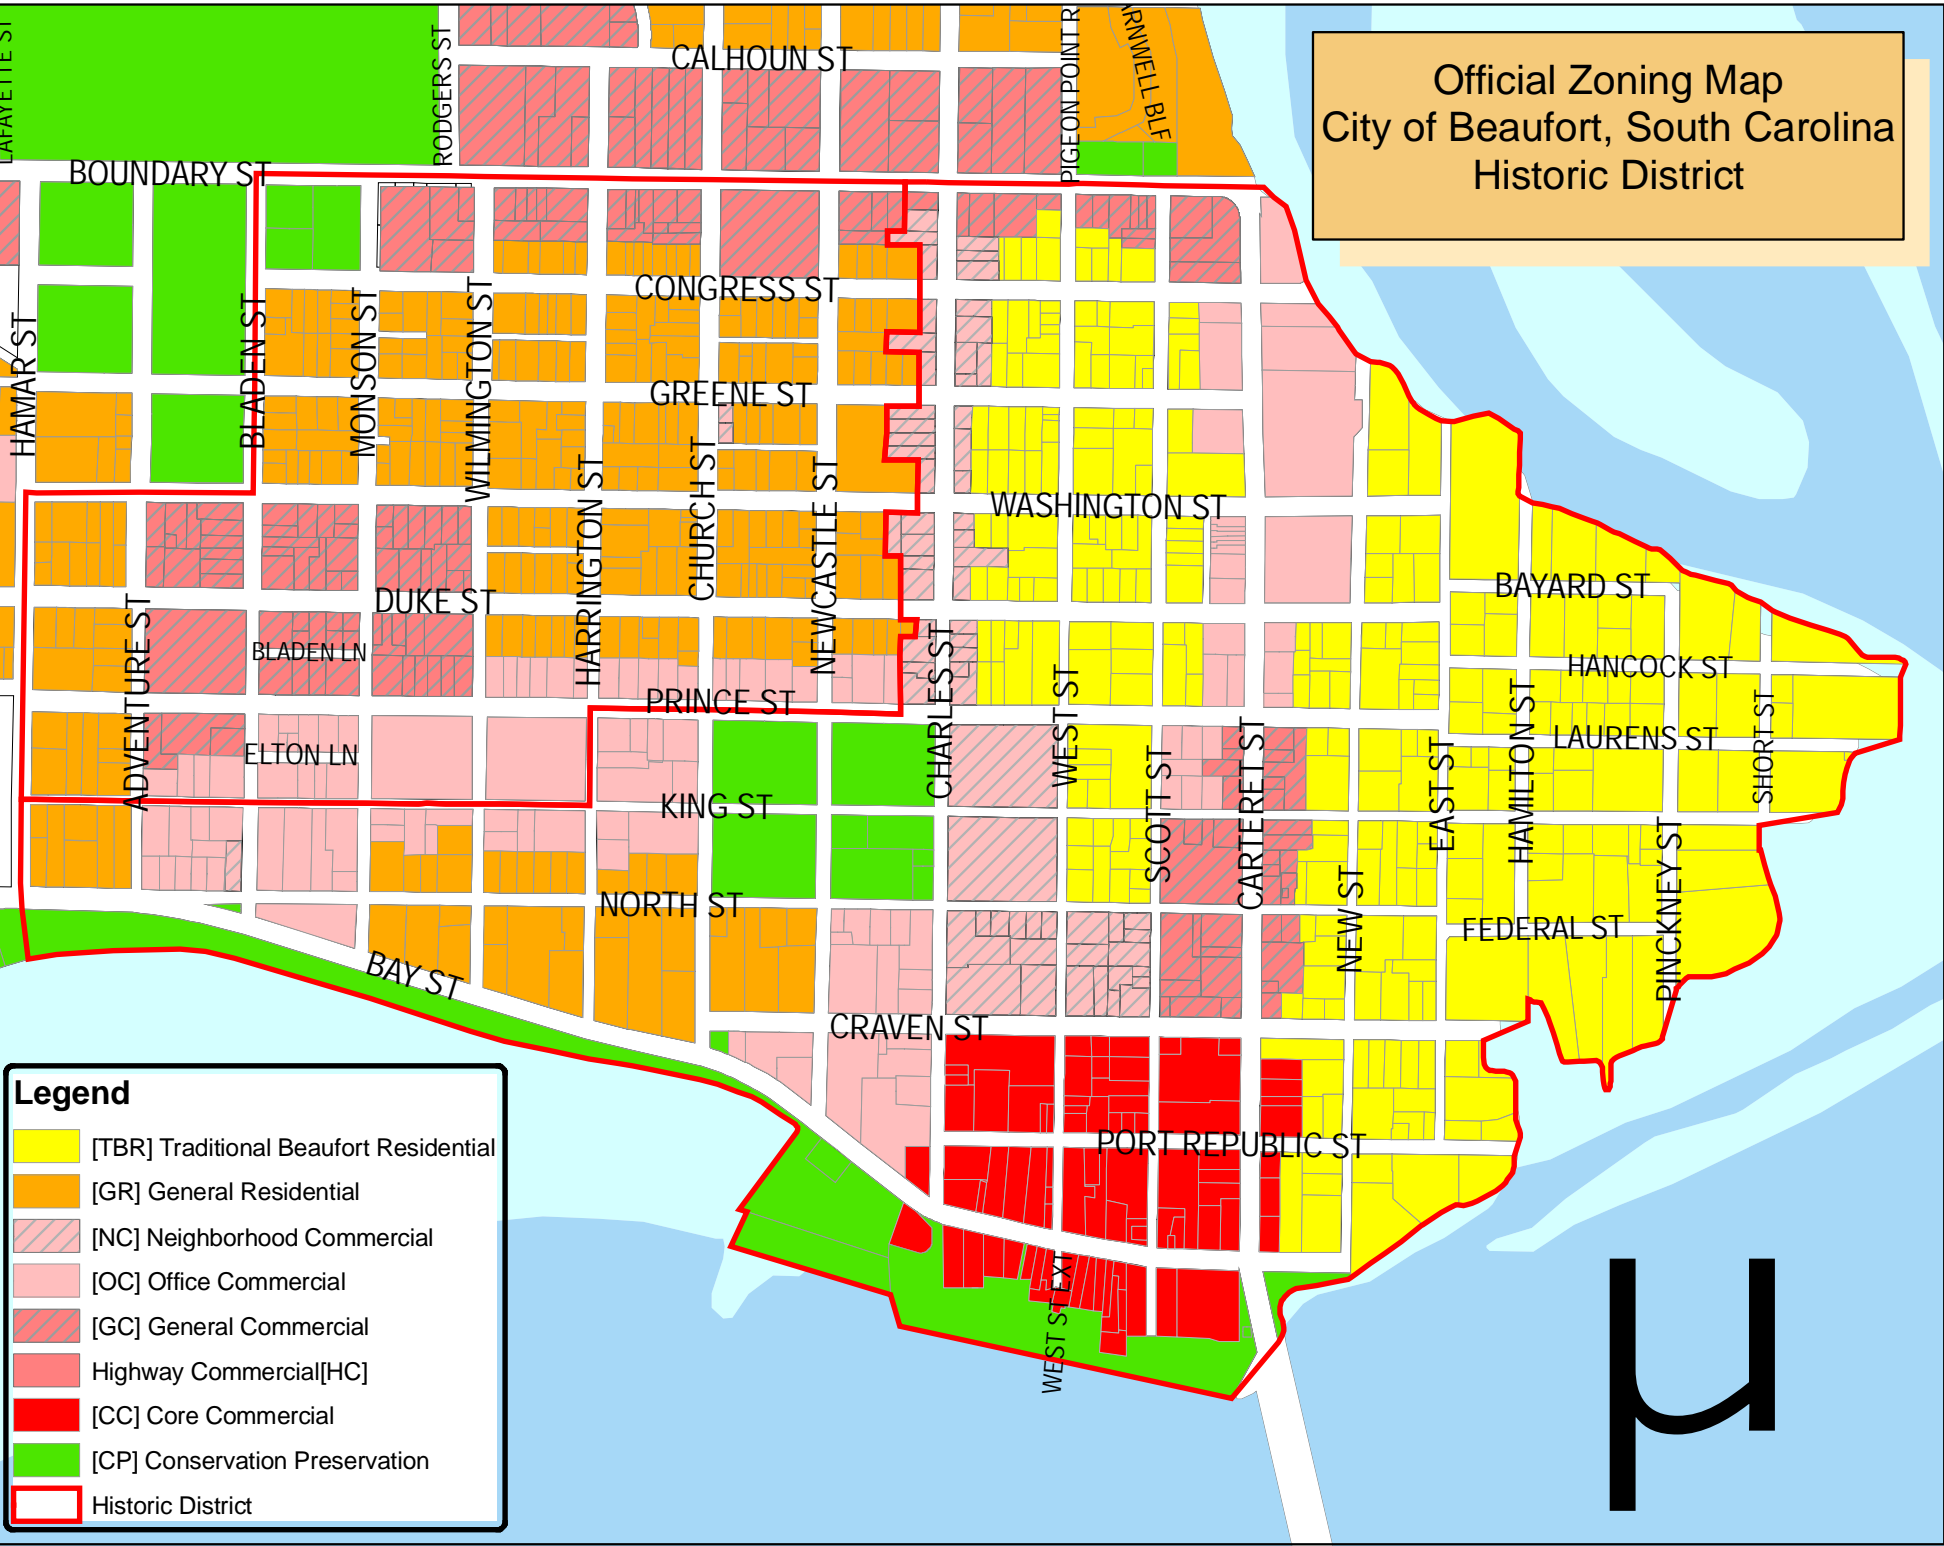 Official Zoning Map
City of Beaufort, South Carolina
Historic District
LAFAYETTE ST
RODGERS ST
CALHOUN ST
PIGEON POINT R
ARNWELL BLF
BOUNDARY ST
CONGRESS ST
HAMAR ST
BLADEN ST
MONSON ST
WILMINGTON ST
GREENE ST
HARRINGTON ST
CHURCH ST
NEWCASTLE ST
WASHINGTON ST
BAYARD ST
DUKE ST
ADVENTURE ST
BLADEN LN
CHARLES ST
WEST ST
HANCOCK ST
PRINCE ST
HAMILTON ST
SHORT ST
LAURENS ST
ELTON LN
SCOTT ST
CARTERET ST
EAST ST
KING ST
PINCKNEY ST
NEW ST
NORTH ST
FEDERAL ST
BAY ST
CRAVEN ST
PORT REPUBLIC ST
WEST ST EXT
Legend
[TBR] Traditional Beaufort Residential
[GR] General Residential
[NC] Neighborhood Commercial
[OC] Office Commercial
[GC] General Commercial
Highway Commercial[HC]
[CC] Core Commercial
[CP] Conservation Preservation
Historic District
µ